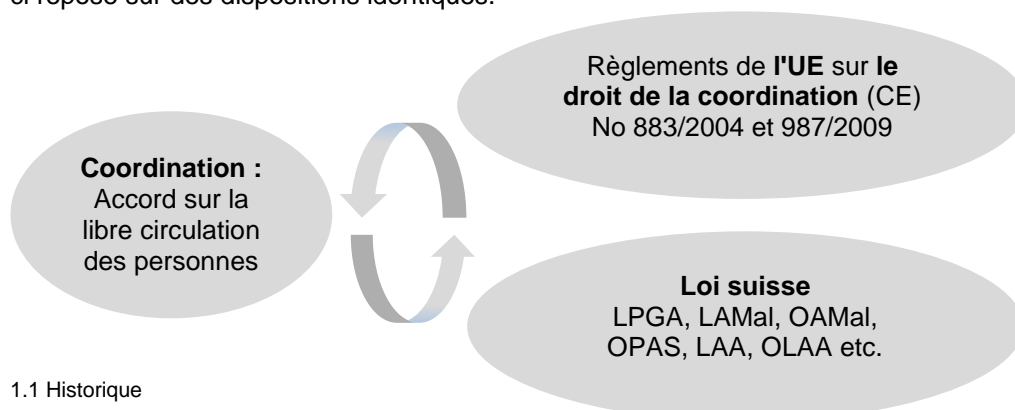 ci repose sur des dispositions identiques.
Règlements de l'UE sur le
droit de la coordination (CE)
No 883/2004 et 987/2009
Coordination :
Accord sur la
libre circulation
des personnes
Loi suisse
LPGA, LAMal, OAMal,
OPAS, LAA, OLAA etc.
1.1 Historique